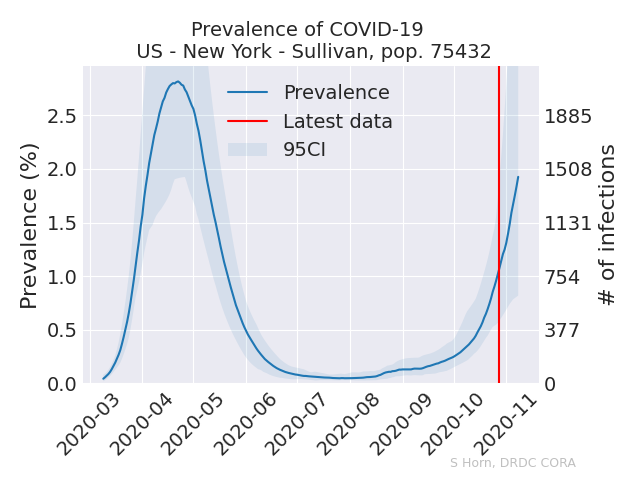 Prevalence of COVID-19
US - New York - Sullivan, pop. 75432
Prevalence
Latest data
95CI
Prevalence (%)
2.5
2.0
1.5
1.0
0.5
0.0
1885
1508
1131
754
377
0
# of infections
2020-03
2020-04
2020-05
2020-06
2020-07
2020-08
2020-09
2020-10
2020-11
S Horn, DRDC CORA